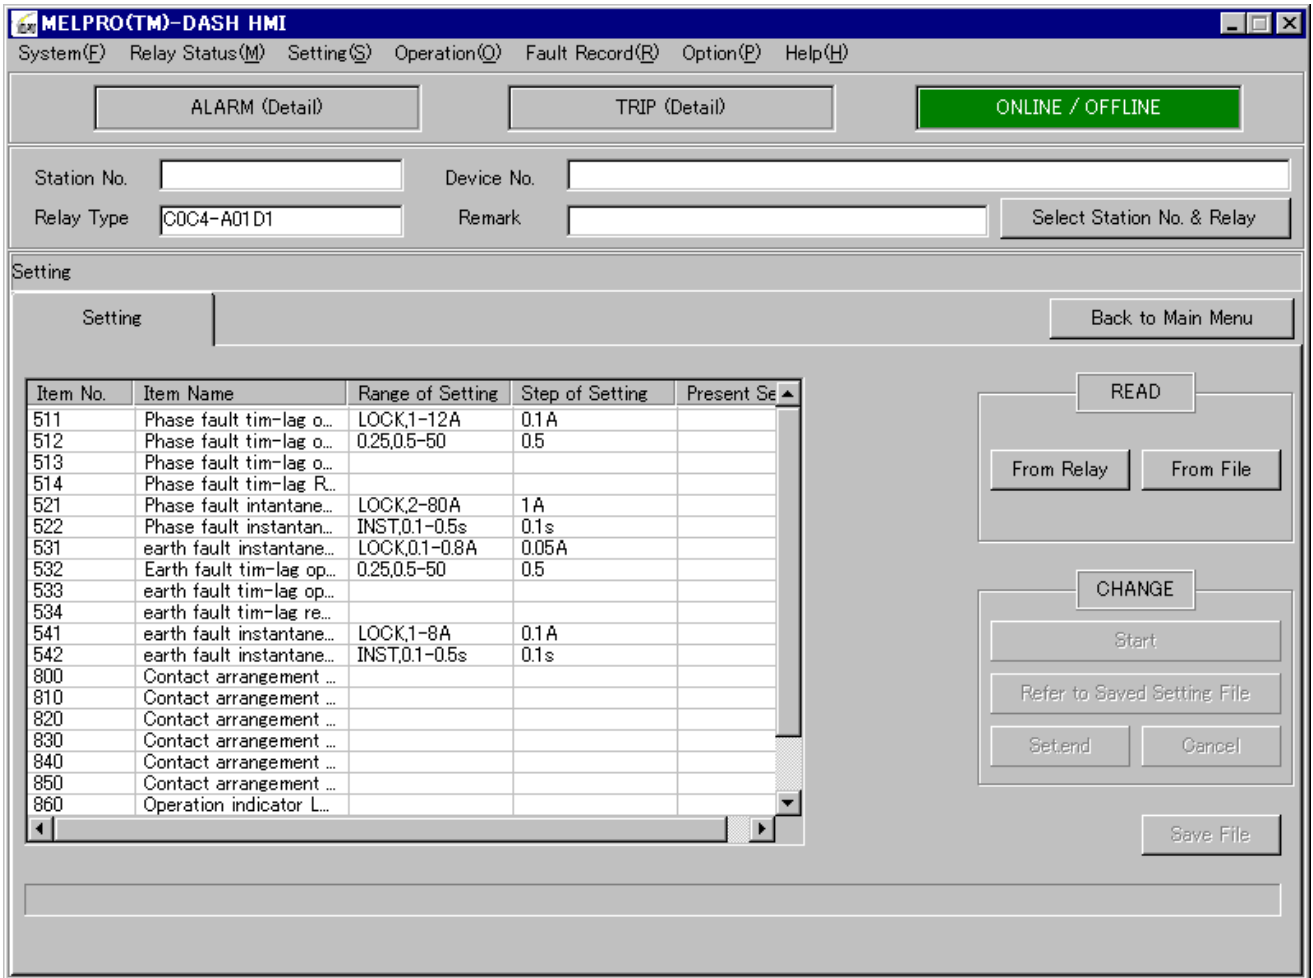 MELPRO(TM)-DASH HMI
System(F) Relay Status(M) Setting(S) Operation(O) Fault Record(R) Option(P) Help(H)
ALARM (Detail) TRIP (Detail) ONLINE / OFFLINE
Station No. Device No.
Relay Type C0C4-A01D1 Remark Select Station No. & Relay
Setting
Setting Back to Main Menu
Item No. Item Name Range of Setting Step of Setting Present Se
511 Phase fault tim-lag o... LOCK,1-12A 0.1A
512 Phase fault tim-lag o... 0.25,0.5-50 0.5
513 Phase fault tim-lag o...
514 Phase fault tim-lag R...
521 Phase fault intantane... LOCK,2-80A 1A
522 Phase fault instantan... INST,0.1-0.5s 0.1s
531 earth fault instantane... LOCK,0.1-0.8A 0.05A
532 Earth fault tim-lag op... 0.25,0.5-50 0.5
533 earth fault tim-lag op...
534 earth fault tim-lag re...
541 earth fault instantane... LOCK,1-8A 0.1A
542 earth fault instantane... INST,0.1-0.5s 0.1s
800 Contact arrangement ...
810 Contact arrangement ...
820 Contact arrangement ...
830 Contact arrangement ...
840 Contact arrangement ...
850 Contact arrangement ...
860 Operation indicator L...
READ
From Relay From File
CHANGE
Start
Refer to Saved Setting File
Set.end Cancel
Save File